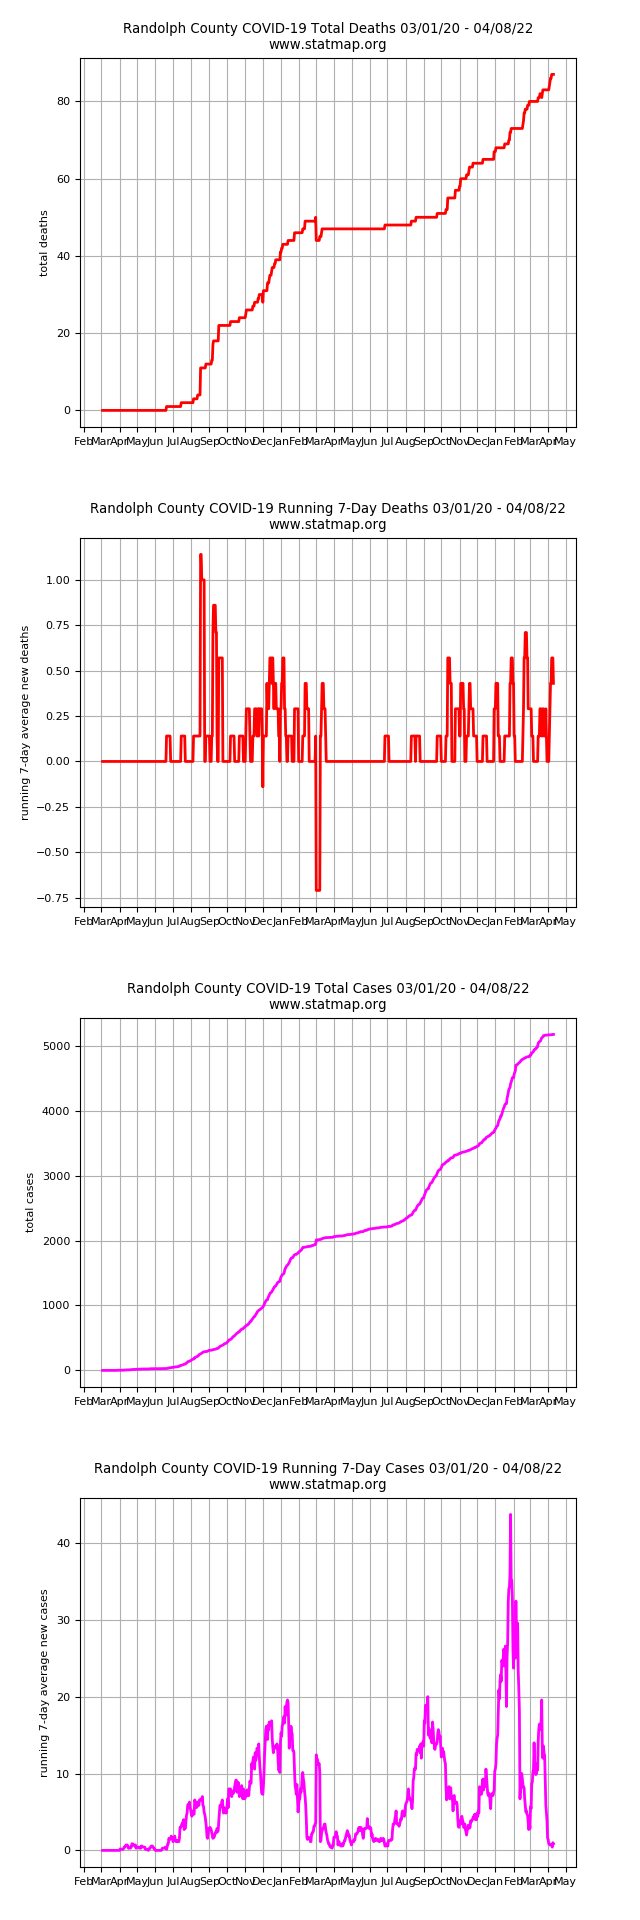 Randolph County COVID-19 Total Deaths 03/01/20 - 04/08/22
www.statmap.org
80
60
40
20
0
total deaths
Feb Mar Apr May Jun Jul Aug Sep Oct Nov Dec Jan Feb Mar Apr May Jun Jul Aug Sep Oct Nov Dec Jan Feb Mar Apr May
Randolph County COVID-19 Running 7-Day Deaths 03/01/20 - 04/08/22
www.statmap.org
1.00
0.75
0.50
0.25
0.00
−0.25
−0.50
−0.75
running 7-day average new deaths
Feb Mar Apr May Jun Jul Aug Sep Oct Nov Dec Jan Feb Mar Apr May Jun Jul Aug Sep Oct Nov Dec Jan Feb Mar Apr May
Randolph County COVID-19 Total Cases 03/01/20 - 04/08/22
www.statmap.org
5000
4000
3000
2000
1000
0
total cases
Feb Mar Apr May Jun Jul Aug Sep Oct Nov Dec Jan Feb Mar Apr May Jun Jul Aug Sep Oct Nov Dec Jan Feb Mar Apr May
Randolph County COVID-19 Running 7-Day Cases 03/01/20 - 04/08/22
www.statmap.org
40
30
20
10
0
running 7-day average new cases
Feb Mar Apr May Jun Jul Aug Sep Oct Nov Dec Jan Feb Mar Apr May Jun Jul Aug Sep Oct Nov Dec Jan Feb Mar Apr May